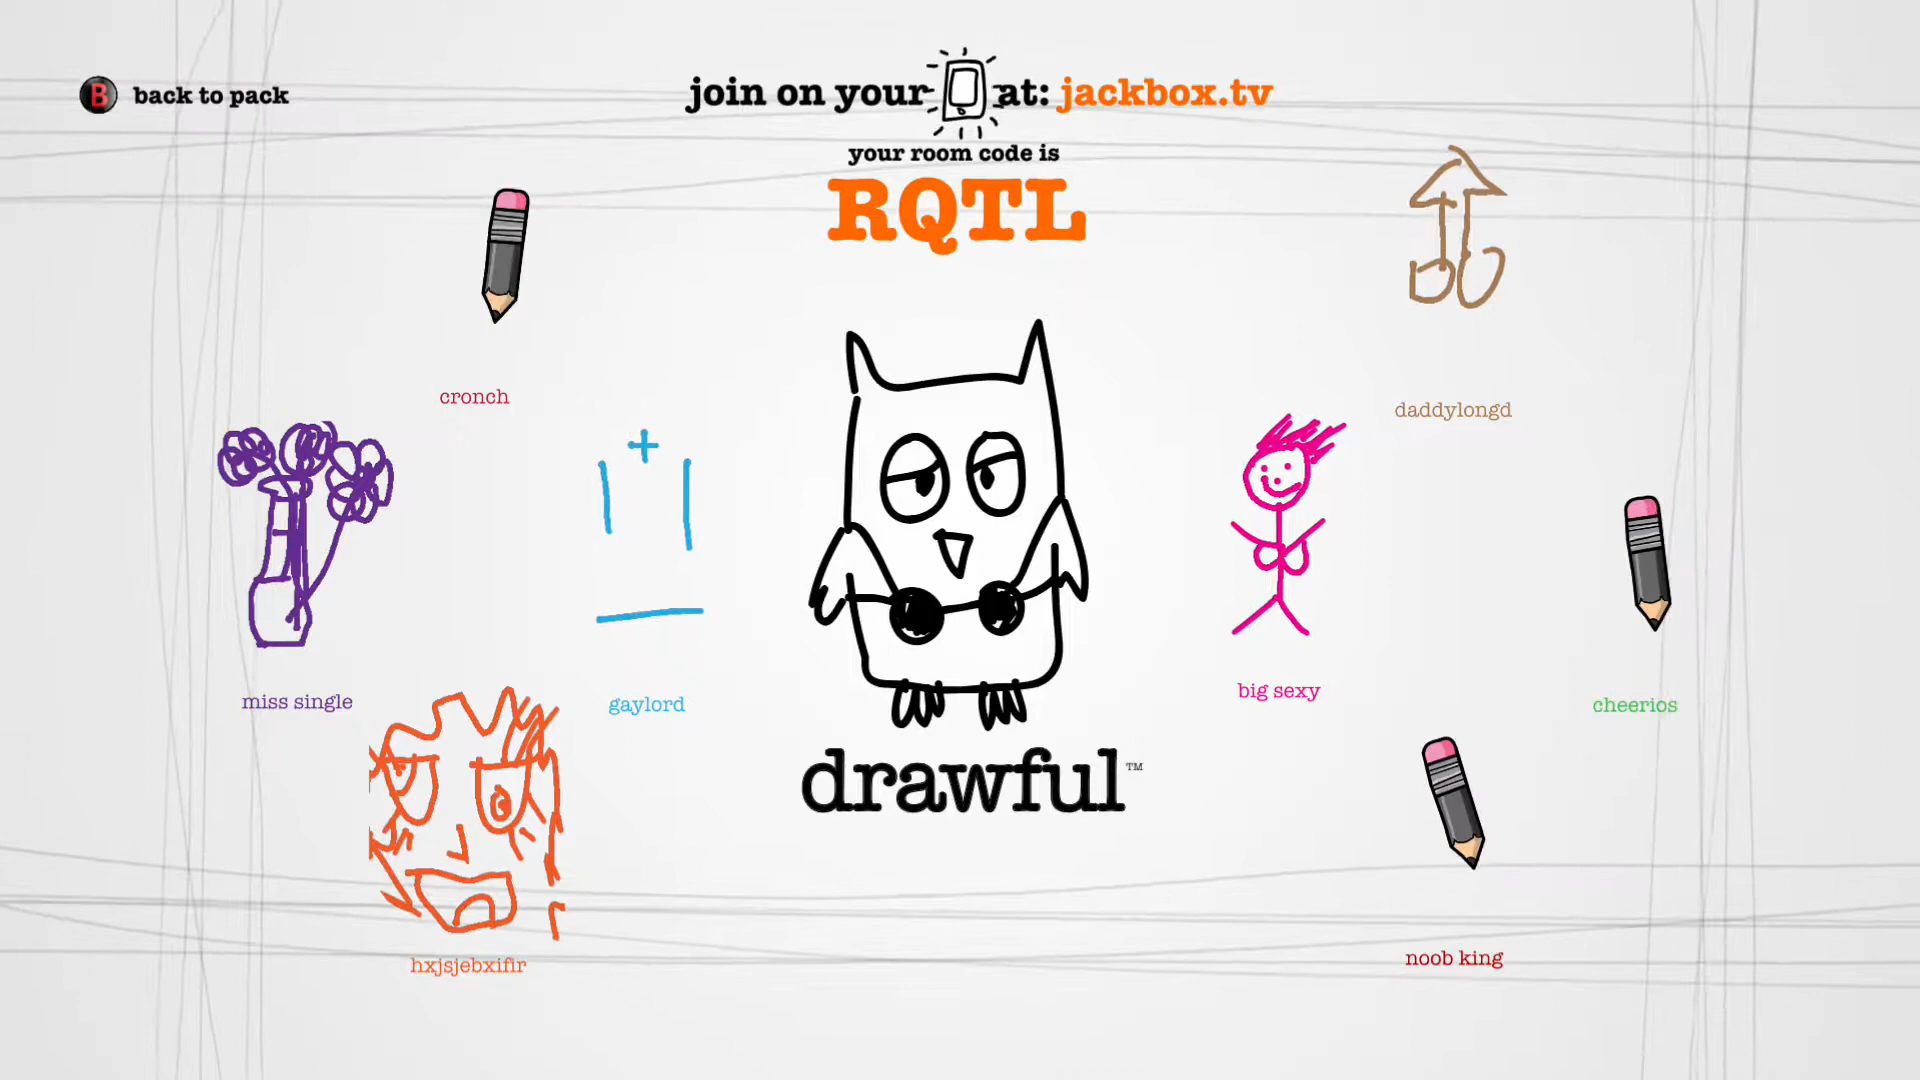 B back to pack
join on your at: jackbox.tv
your room code is
RQTL
cronch
daddylongd
miss single
gaylord
big sexy
cheerios
drawful™
hxjsjebxifir
noob king